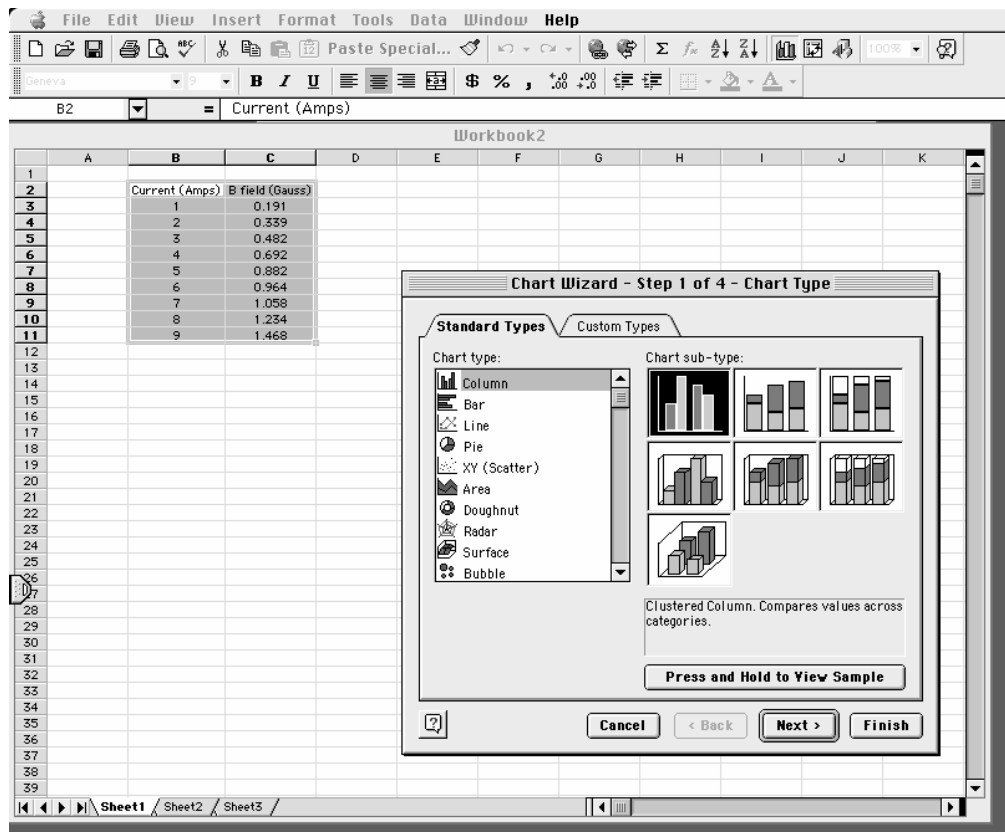 File Edit View Insert Format Tools Data Window Help
ABC Paste Special... Σ fx 100%
Geneva 9 B I U $ % , .0 .00 A
B2 = Current (Amps)
Workbook2
A B C D E F G H I J K
1
2 Current (Amps) B field (Gauss)
3 1 0.191
4 2 0.339
5 3 0.482
6 4 0.692
7 5 0.882
8 6 0.964
9 7 1.058
10 8 1.234
11 9 1.468
12
13
14
15
16
17
18
19
20
21
22
23
24
25
26
27
28
29
30
31
32
33
34
35
36
37
38
39
Chart Wizard – Step 1 of 4 – Chart Type
Standard Types Custom Types
Chart type:
Column
Bar
Line
Pie
XY (Scatter)
Area
Doughnut
Radar
Surface
Bubble
Chart sub-type:
Clustered Column. Compares values across
categories.
Press and Hold to View Sample
? Cancel < Back Next > Finish
Sheet1 Sheet2 Sheet3